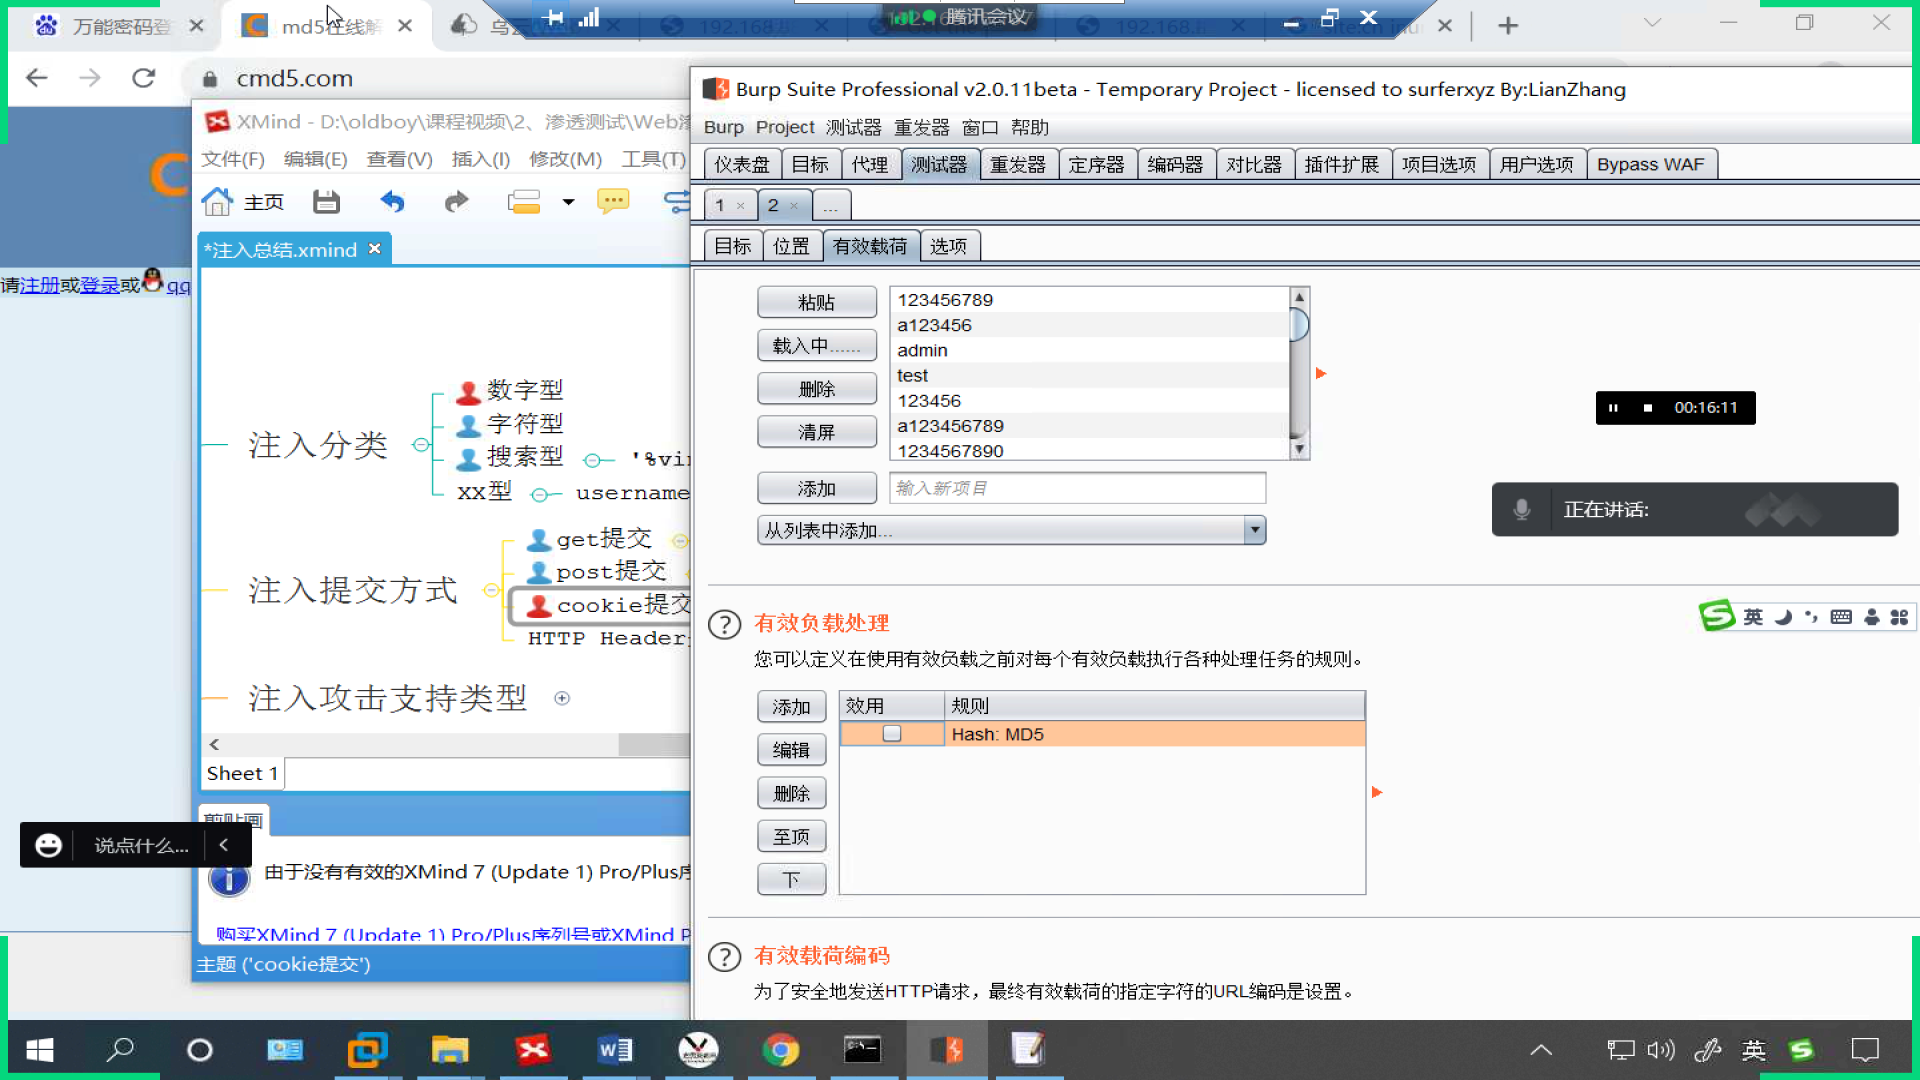 万能密码登
md5在线解
乌云
192.168.8
腾讯会议
cmd5.com
Burp Suite Professional v2.0.11beta - Temporary Project - licensed to surferxyz By:LianZhang
XMind - D:\oldboy\课程视频\2、渗透测试\Web渗
Burp Project 测试器 重发器 窗口 帮助
文件(F) 编辑(E) 查看(V) 插入(I) 修改(M) 工具(T)
仪表盘 目标 代理 测试器 重发器 定序器 编码器 对比器 插件扩展 项目选项 用户选项 Bypass WAF
主页
1 × 2 × ...
*注入总结.xmind
目标 位置 有效载荷 选项
请注册或登录或qq
粘贴
载入中......
删除
清屏
123456789
a123456
admin
test
123456
a123456789
1234567890
添加 输入新项目
从列表中添加...
00:16:11
正在讲话:
注入分类
数字型
字符型
搜索型 '%vin
xx型 username
注入提交方式
get提交
post提交
cookie提交
HTTP Header
注入攻击支持类型
Sheet 1
有效负载处理
您可以定义在使用有效负载之前对每个有效负载执行各种处理任务的规则。
英
添加
编辑
删除
至顶
下
效用 规则
Hash: MD5
剪贴画
说点什么...
由于没有有效的XMind 7 (Update 1) Pro/Plus序
购买XMind 7 (Update 1) Pro/Plus序列号或XMind P
主题 ('cookie提交')
有效载荷编码
为了安全地发送HTTP请求，最终有效载荷的指定字符的URL编码是设置。
英